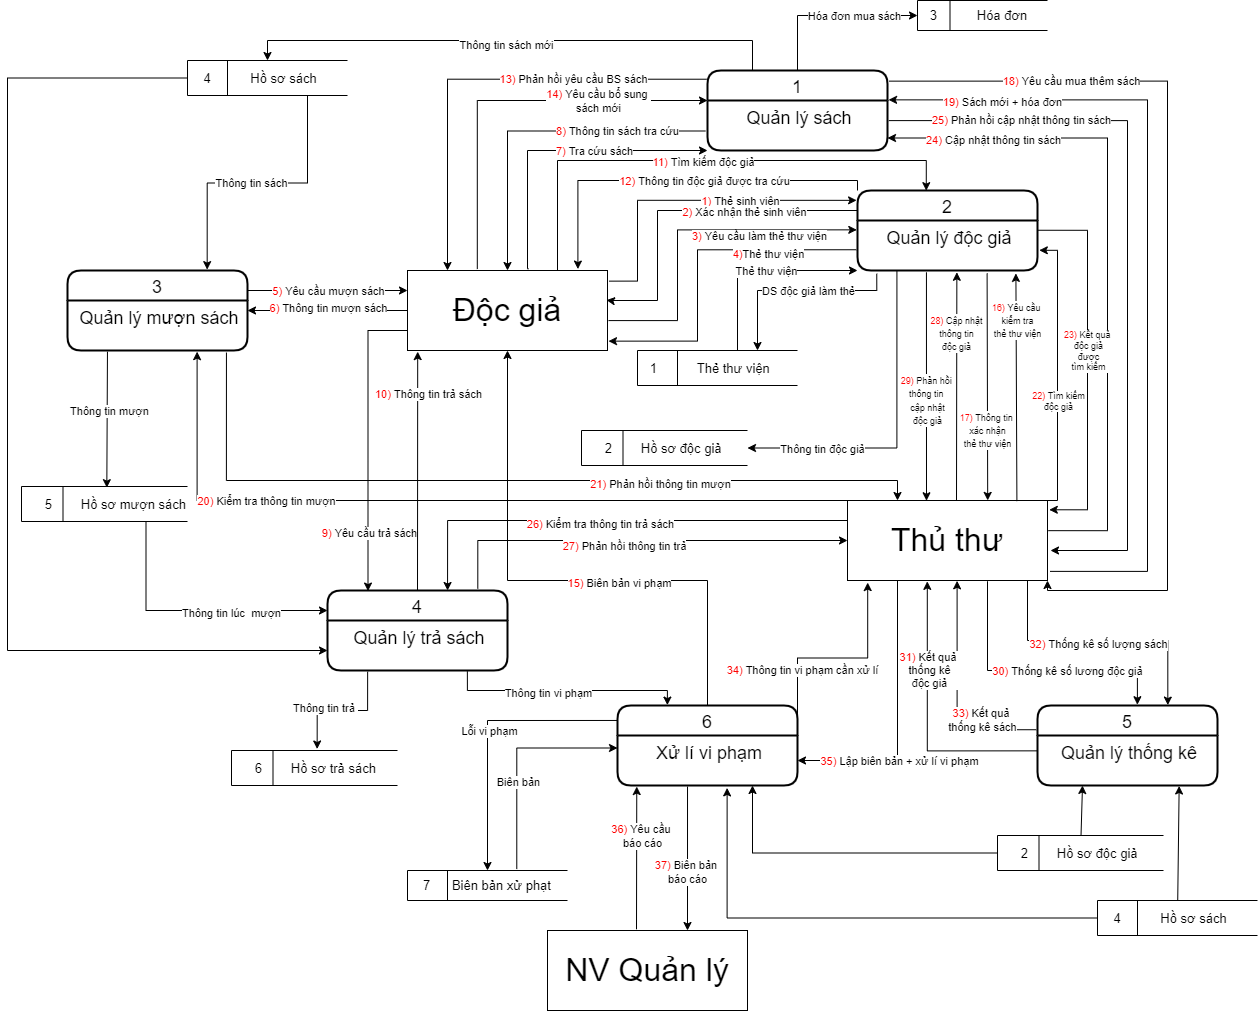 Hóa đơn mua sách
3
Hóa đơn
Thông tin sách mới
4
Hồ sơ sách
13) Phản hồi yêu cầu BS sách
14) Yêu cầu bổ sung
sách mới
8) Thông tin sách tra cứu
7) Tra cứu sách
1
Quản lý sách
18) Yêu cầu mua thêm sách
19) Sách mới + hóa đơn
25) Phản hồi cập nhật thông tin sách
24) Cập nhật thông tin sách
11) Tìm kiếm độc giả
12) Thông tin độc giả được tra cứu
Thông tin sách
1) Thẻ sinh viên
2) Xác nhận thẻ sinh viên
3) Yêu cầu làm thẻ thư viện
4)Thẻ thư viện
Thẻ thư viện
DS độc giả làm thẻ
2
Quản lý độc giả
3
Quản lý mượn sách
5) Yêu cầu mượn sách
6) Thông tin mượn sách
Độc giả
1
Thẻ thư viện
28) Cập nhật
thông tin
độc giả
16) Yêu cầu
kiểm tra
thẻ thư viện
23) Kết quả
độc giả
được
tìm kiếm
29) Phản hồi
thông tin
cập nhật
độc giả
17) Thông tin
xác nhận
thẻ thư viện
22) Tìm kiếm
độc giả
10) Thông tin trả sách
Thông tin mượn
2
Hồ sơ độc giả
Thông tin độc giả
5
Hồ sơ mượn sách
21) Phản hồi thông tin mượn
20) Kiểm tra thông tin mượn
9) Yêu cầu trả sách
26) Kiểm tra thông tin trả sách
27) Phản hồi thông tin trả
Thủ thư
15) Biên bản vi phạm
Thông tin lúc  mượn
4
Quản lý trả sách
34) Thông tin vi phạm cần xử lí
31) Kết quả
thống kê
độc giả
32) Thống kê số lượng sách
30) Thống kê số lương độc giả
33) Kết quả
thống kê sách
Thông tin vi phạm
Thông tin trả
Lỗi vi phạm
6
Xử lí vi phạm
5
Quản lý thống kê
35) Lập biên bản + xử lí vi phạm
6
Hồ sơ trả sách
Biên bản
36) Yêu cầu
báo cáo
37) Biên bản
báo cáo
2
Hồ sơ độc giả
7
Biên bản xử phạt
4
Hồ sơ sách
NV Quản lý